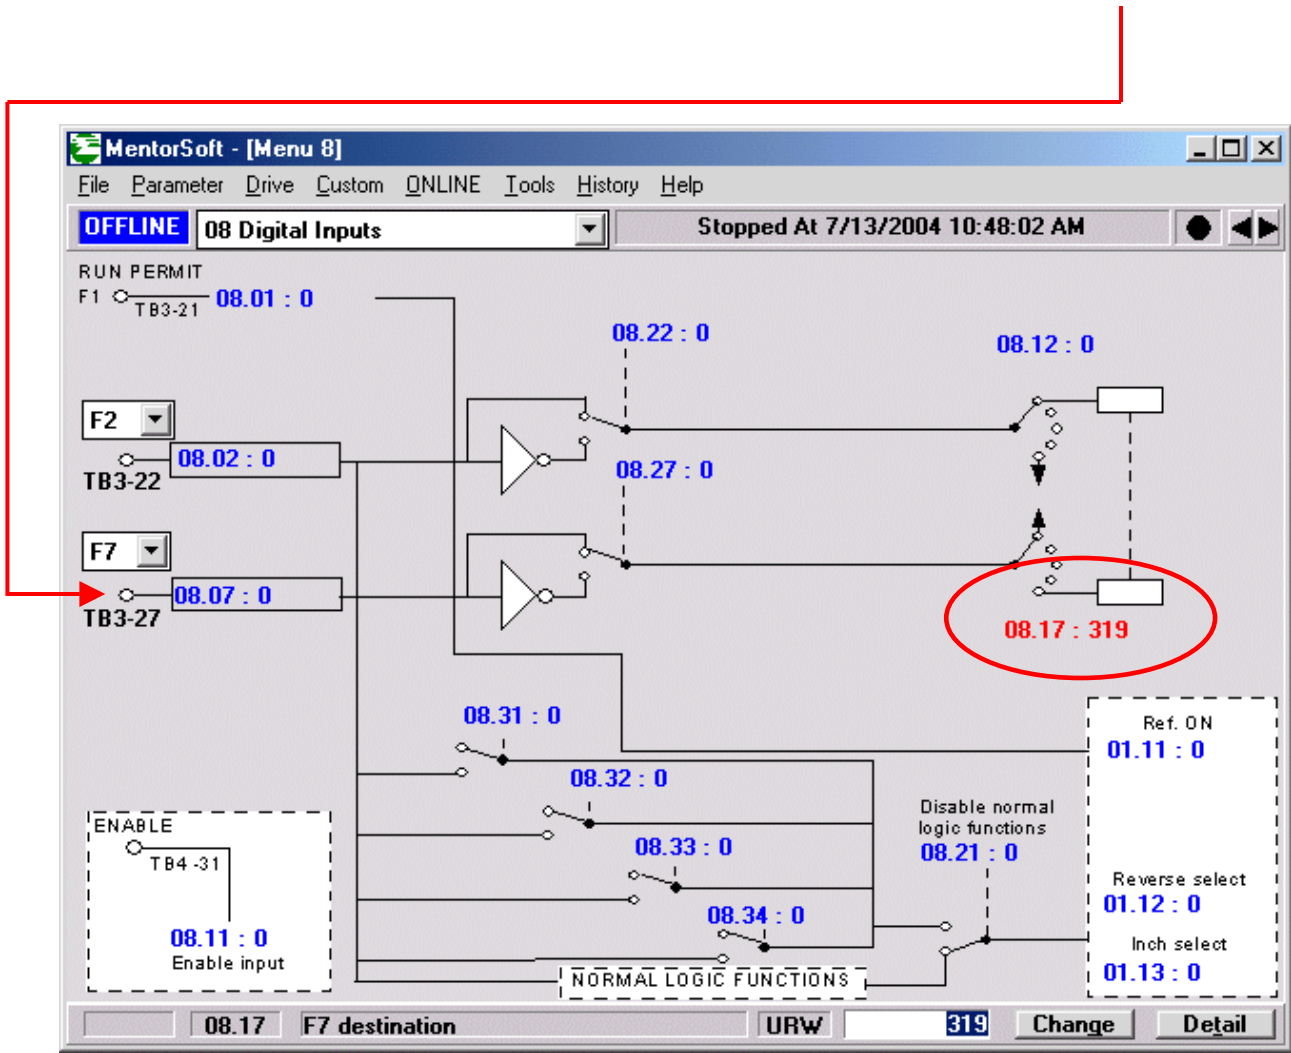 MentorSoft - [Menu 8]
File Parameter Drive Custom ONLINE Tools History Help
OFFLINE 08 Digital Inputs Stopped At 7/13/2004 10:48:02 AM
RUN PERMIT
F1 TB3-21 08.01 : 0
08.22 : 0
08.12 : 0
F2
08.02 : 0
TB3-22
08.27 : 0
F7
08.07 : 0
TB3-27
08.17 : 319
08.31 : 0
Ref. ON
01.11 : 0
08.32 : 0
Disable normal
logic functions
08.21 : 0
ENABLE
TB4 -31
08.33 : 0
Reverse select
01.12 : 0
08.34 : 0
08.11 : 0
Enable input
Inch select
01.13 : 0
NORMAL LOGIC FUNCTIONS
08.17 F7 destination URW 319 Change Detail